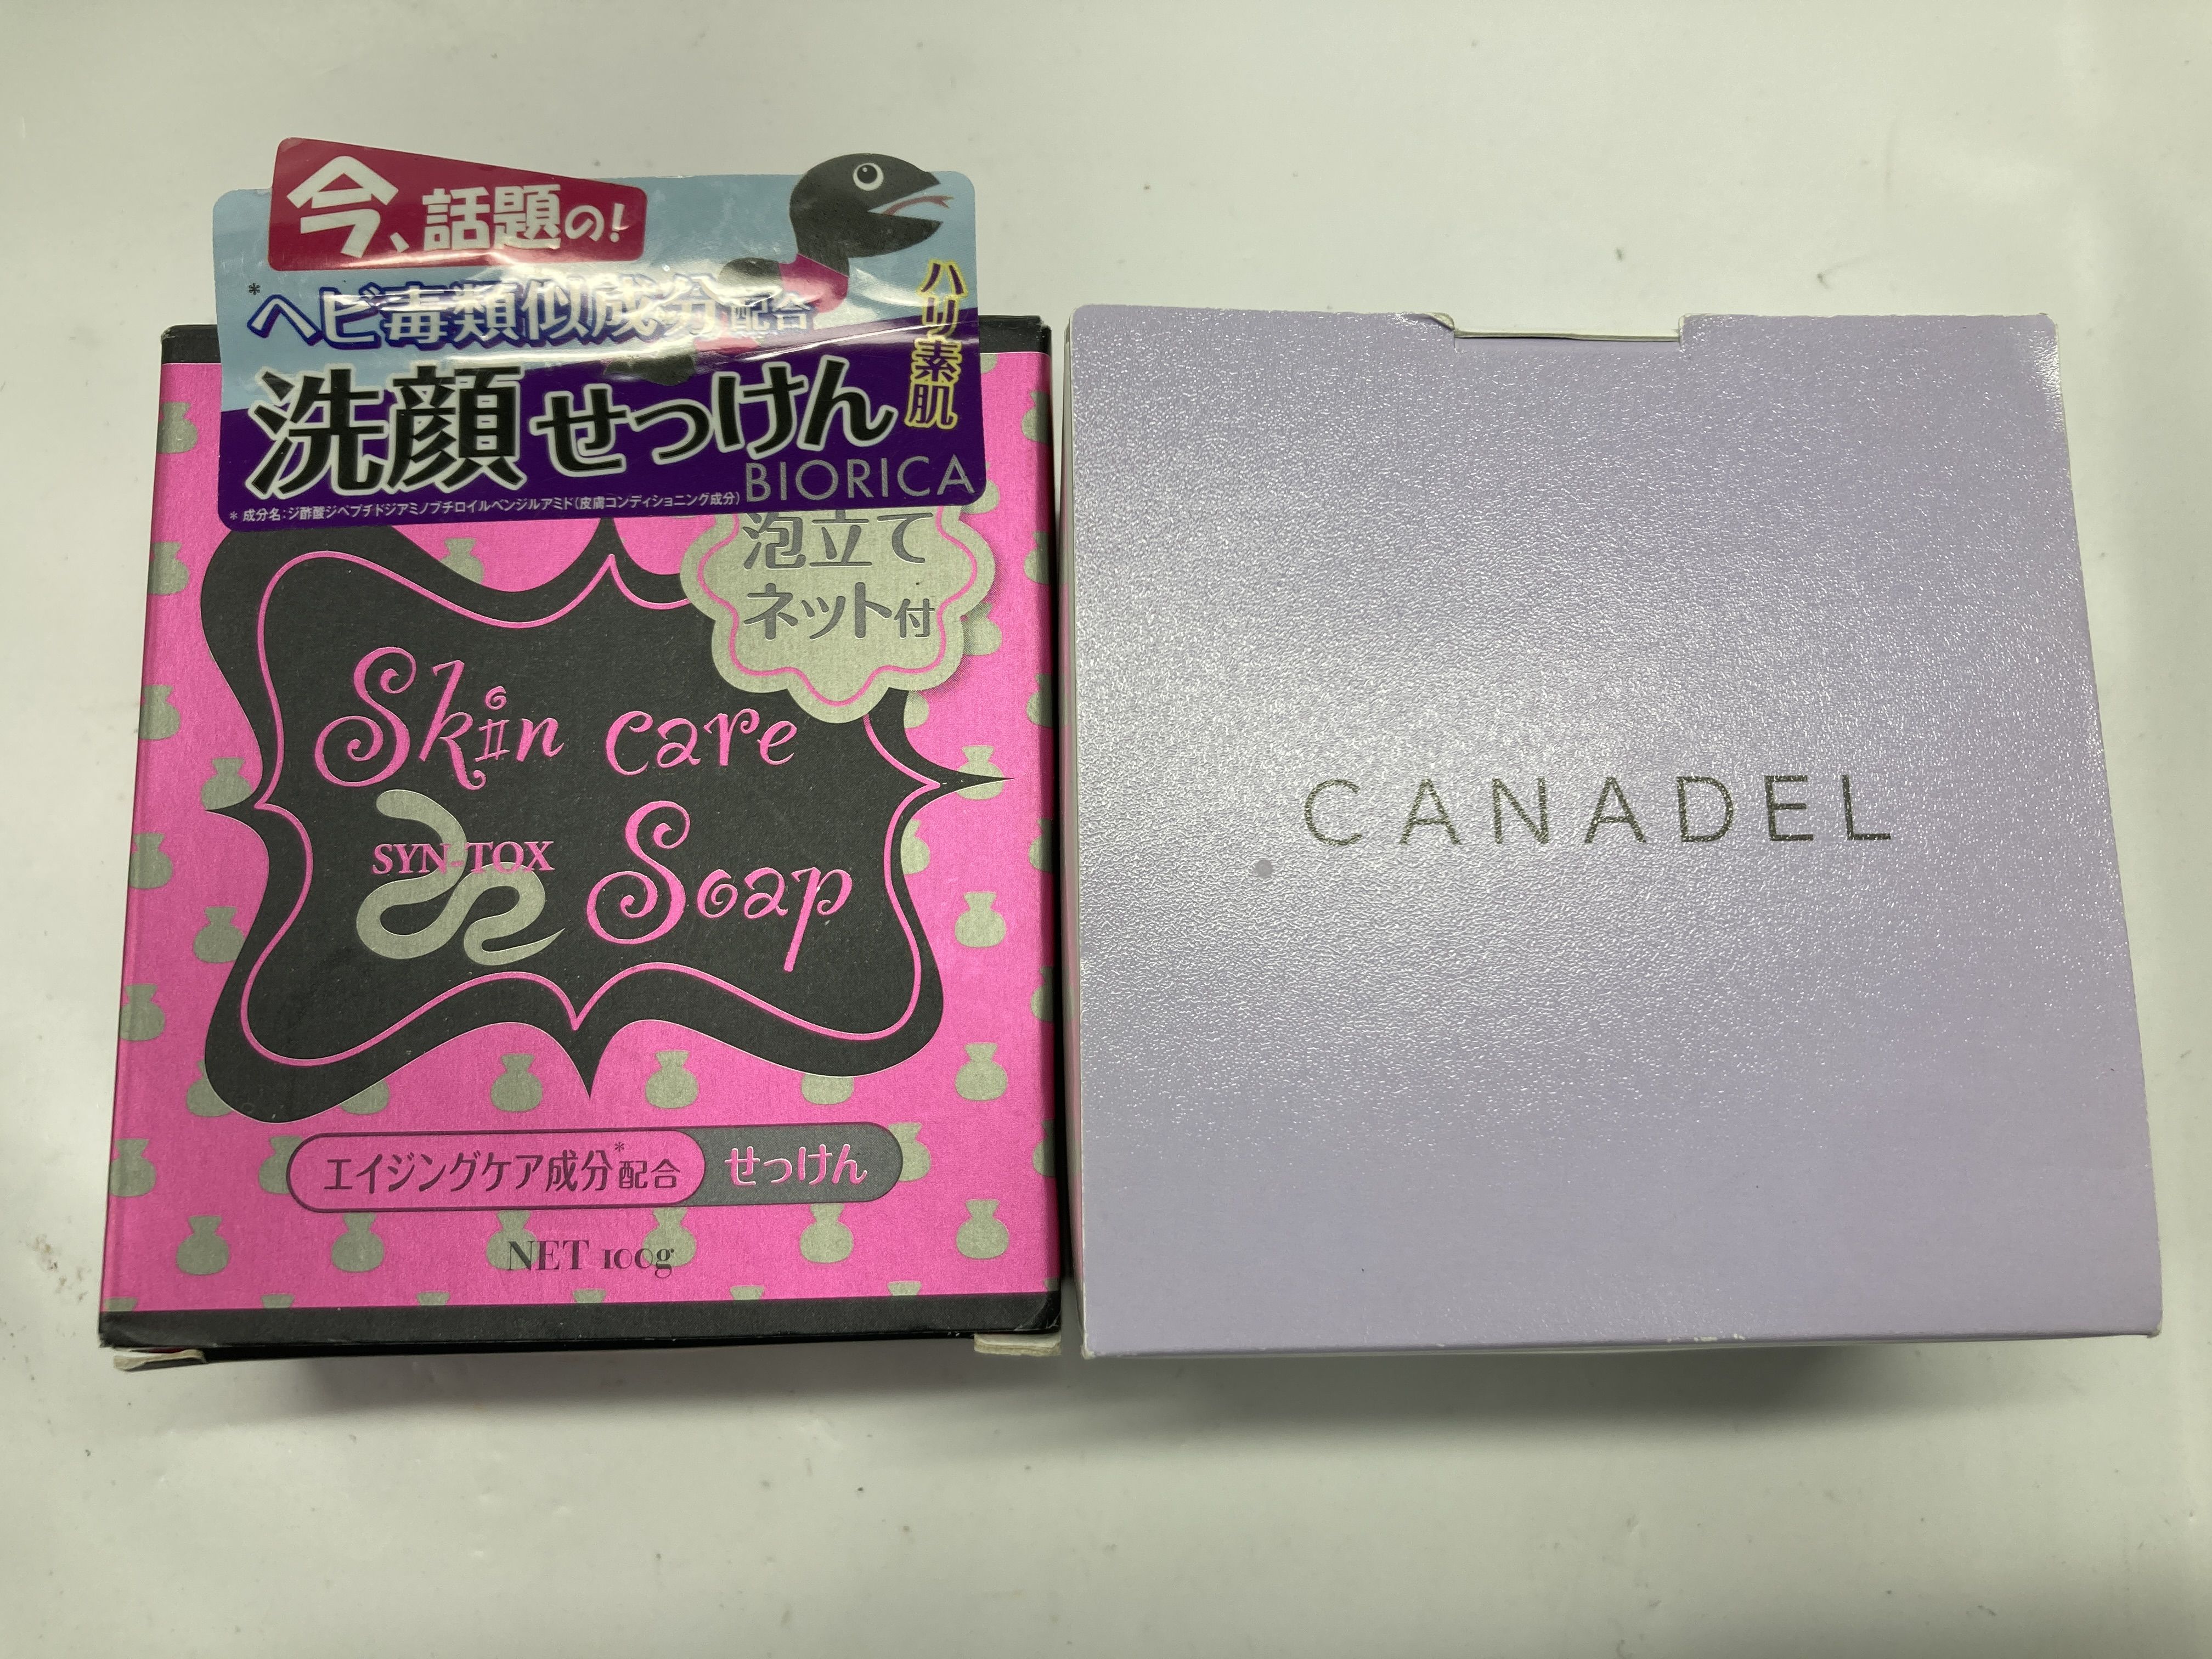 今、話題の!
*ヘビ毒類似成分配合
ハリ素肌
洗顔せっけん
BIORICA
*成分名:ジ酢酸ジペプチドジアミノブチロイルベンジルアミド(皮膚コンディショニング成分)
泡立て
ネット付
Skin care
SYN-TOX
Soap
エイジングケア成分*配合 せっけん
NET 100g
CANADEL